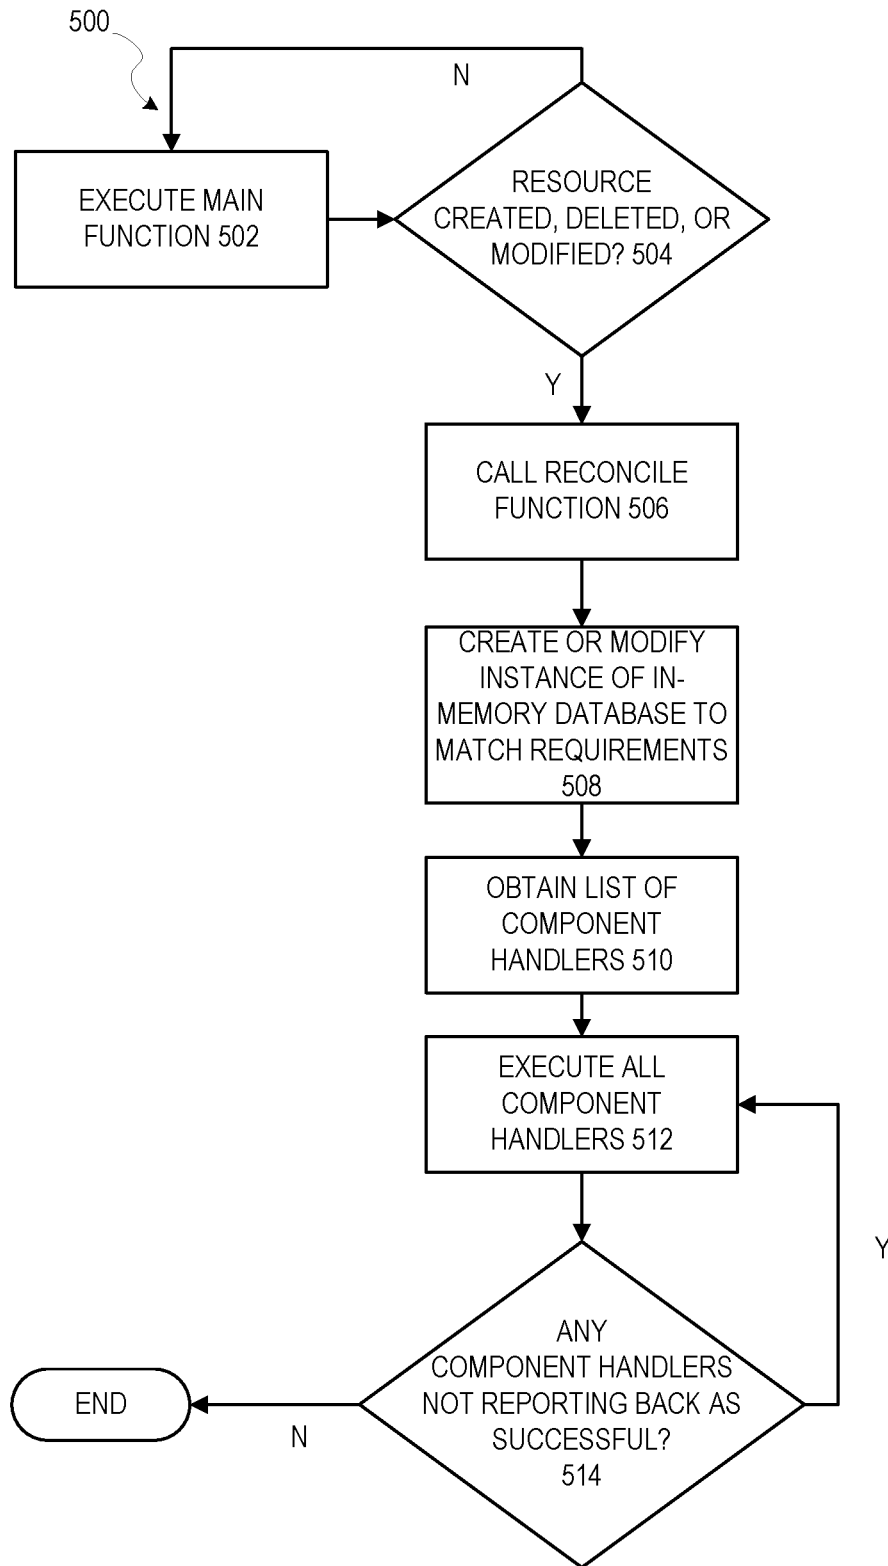 500
N
EXECUTE MAIN
FUNCTION 502
RESOURCE
CREATED, DELETED, OR
MODIFIED? 504
Y
CALL RECONCILE
FUNCTION 506
CREATE OR MODIFY
INSTANCE OF IN-
MEMORY DATABASE TO
MATCH REQUIREMENTS
508
OBTAIN LIST OF
COMPONENT
HANDLERS 510
EXECUTE ALL
COMPONENT
HANDLERS 512
Y
ANY
COMPONENT HANDLERS
NOT REPORTING BACK AS
SUCCESSFUL?
514
N
END